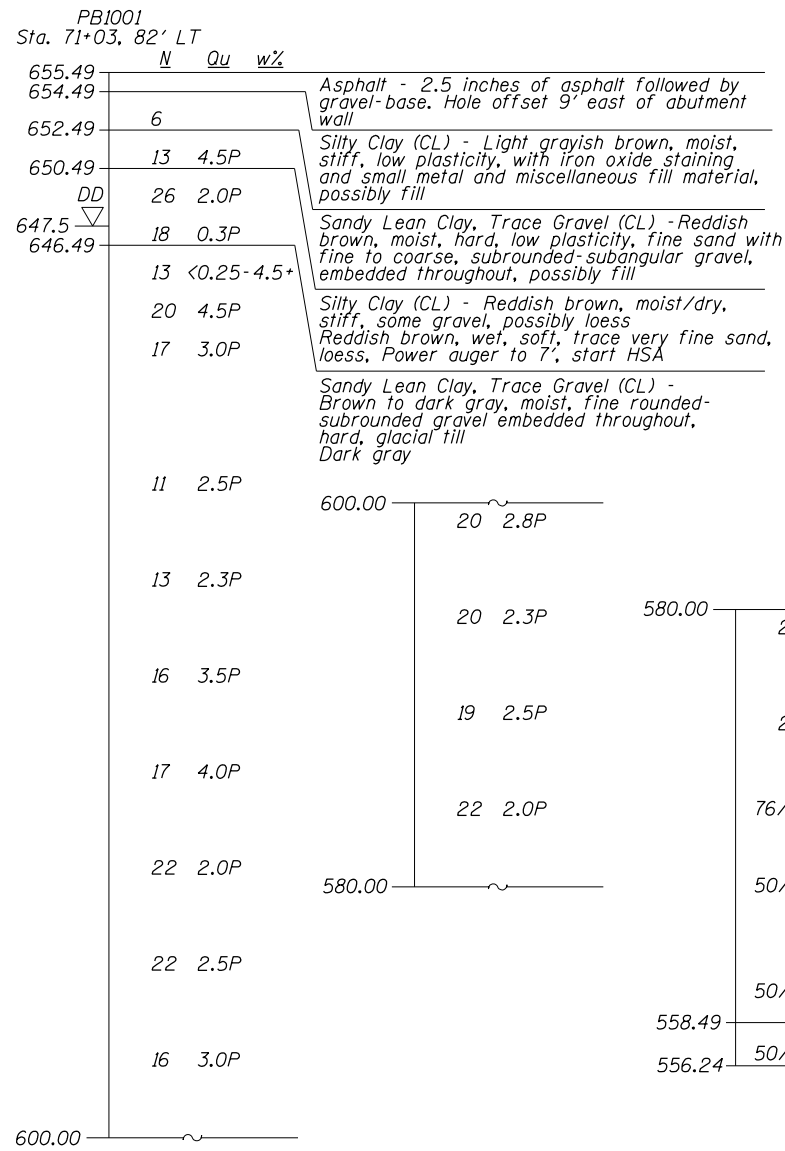 PB1001
Sta. 71+03, 82' LT
N Qu w%
655.49
654.49
652.49
650.49
DD
647.5
646.49
6
13 4.5P
26 2.0P
18 0.3P
13 <0.25-4.5+
20 4.5P
17 3.0P
11 2.5P
13 2.3P
16 3.5P
17 4.0P
22 2.0P
22 2.5P
16 3.0P
600.00
Asphalt - 2.5 inches of asphalt followed by
gravel-base. Hole offset 9' east of abutment
wall
Silty Clay (CL) - Light grayish brown, moist,
stiff, low plasticity, with iron oxide staining
and small metal and miscellaneous fill material,
possibly fill
Sandy Lean Clay, Trace Gravel (CL) -Reddish
brown, moist, hard, low plasticity, fine sand with
fine to coarse, subrounded-subangular gravel,
embedded throughout, possibly fill
Silty Clay (CL) - Reddish brown, moist/dry,
stiff, some gravel, possibly loess
Reddish brown, wet, soft, trace very fine sand,
loess, Power auger to 7', start HSA
Sandy Lean Clay, Trace Gravel (CL) -
Brown to dark gray, moist, fine rounded-
subrounded gravel embedded throughout,
hard, glacial till
Dark gray
600.00
20 2.8P
20 2.3P
19 2.5P
22 2.0P
580.00
580.00
2
2
76/
50/
50/
558.49
50/
556.24